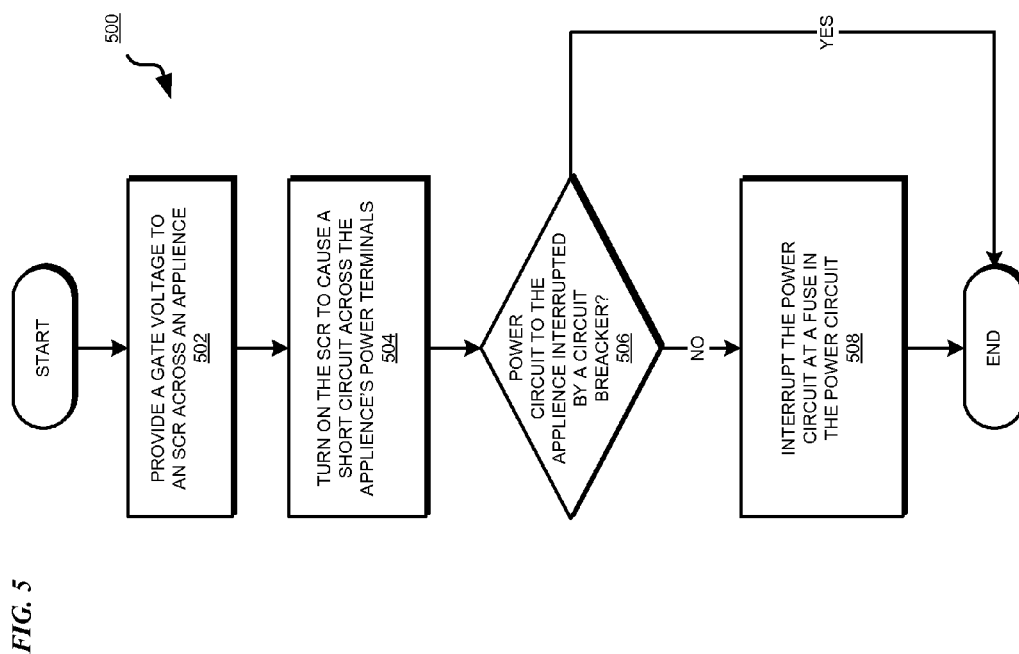 FIG. 5
500
START
PROVIDE A GATE VOLTAGE TO
AN SCR ACROSS AN APPLIENCE
502
TURN ON THE SCR TO CAUSE A
SHORT CIRCUIT ACROSS THE
APPLIENCE'S POWER TERMINALS
504
POWER
CIRCUIT TO THE
APPLIENCE INTERRUPTED
BY A CIRCUIT
BREACKER?
506
YES
NO
INTERRUPT THE POWER
CIRCUIT AT A FUSE IN
THE POWER CIRCUIT
508
END